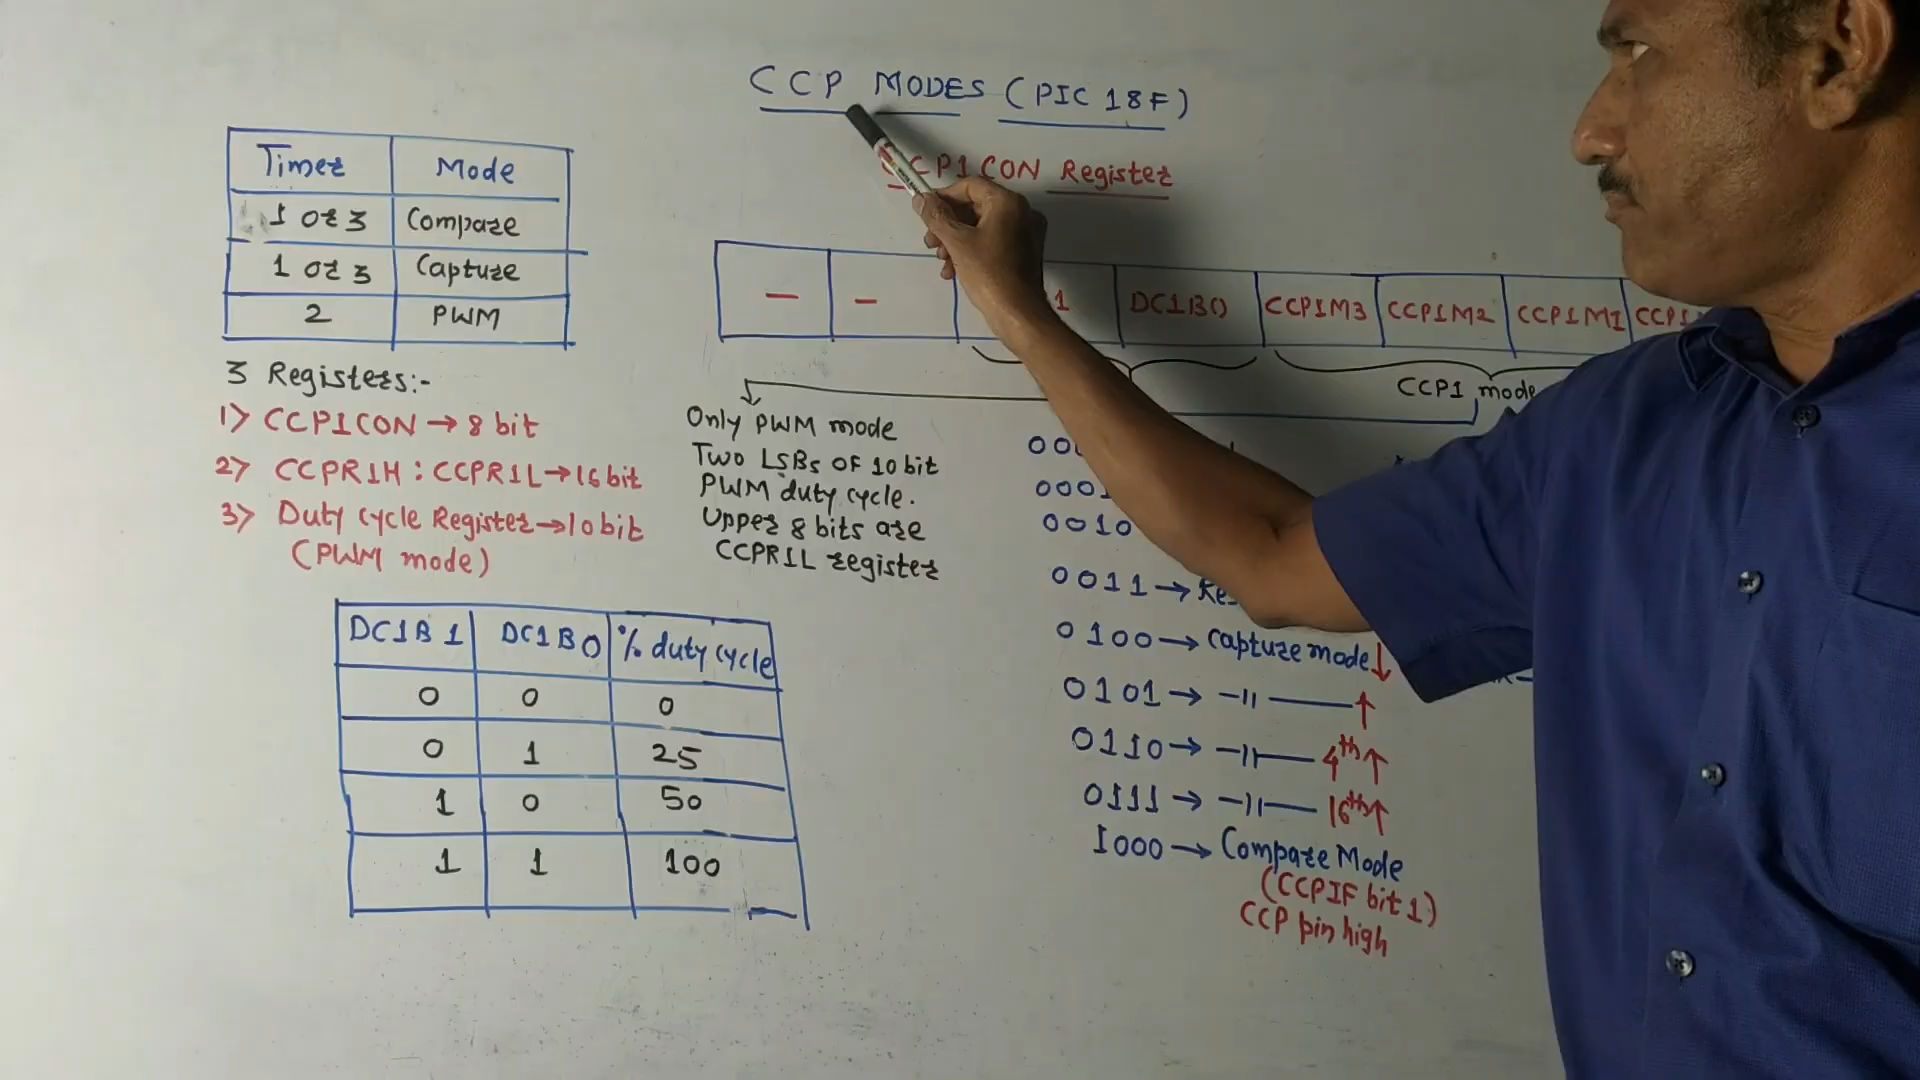 CCP MODES (PIC 18F)
CCP1CON Register
Timer Mode
1 or 3 Compare
1 or 3 Capture
2 PWM
3 Registers:-
1) CCP1CON → 8 bit
2) CCPR1H : CCPR1L → 16 bit
3) Duty cycle Register → 10 bit
(PWM mode)
— — 1 DC1B0 CCP1M3 CCP1M2 CCP1M1
CCP1 mode
Only PWM mode
Two LSBs OF 10 bit
PWM duty cycle.
Upper 8 bits are
CCPR1L register
DC1B1 DC1B0 % duty cycle
0 0 0
0 1 25
1 0 50
1 1 100
0010
0011 →
0100 → Capture mode ↓
0101 → -11- ↑
0110 → -11- 4th ↑
0111 → -11- 16th ↑
1000 → Compare Mode
(CCPIF bit 1)
CCP pin high